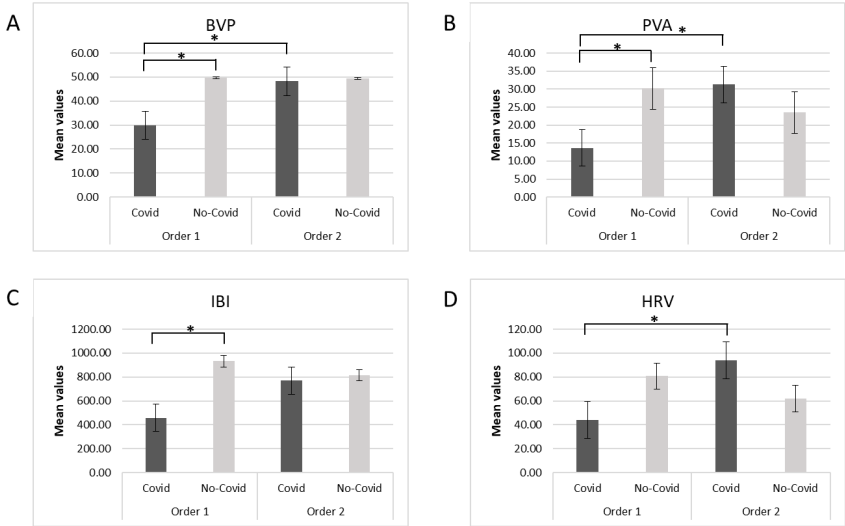 A
BVP
*
*
60.00
50.00
40.00
30.00
20.00
10.00
0.00
Mean values
Covid No-Covid Covid No-Covid
Order 1 Order 2
B
PVA
*
*
40.00
35.00
30.00
25.00
20.00
15.00
10.00
5.00
0.00
Mean values
Covid No-Covid Covid No-Covid
Order 1 Order 2
C
IBI
*
1200.00
1000.00
800.00
600.00
400.00
200.00
0.00
Mean values
Covid No-Covid Covid No-Covid
Order 1 Order 2
D
HRV
*
120.00
100.00
80.00
60.00
40.00
20.00
0.00
Mean values
Covid No-Covid Covid No-Covid
Order 1 Order 2